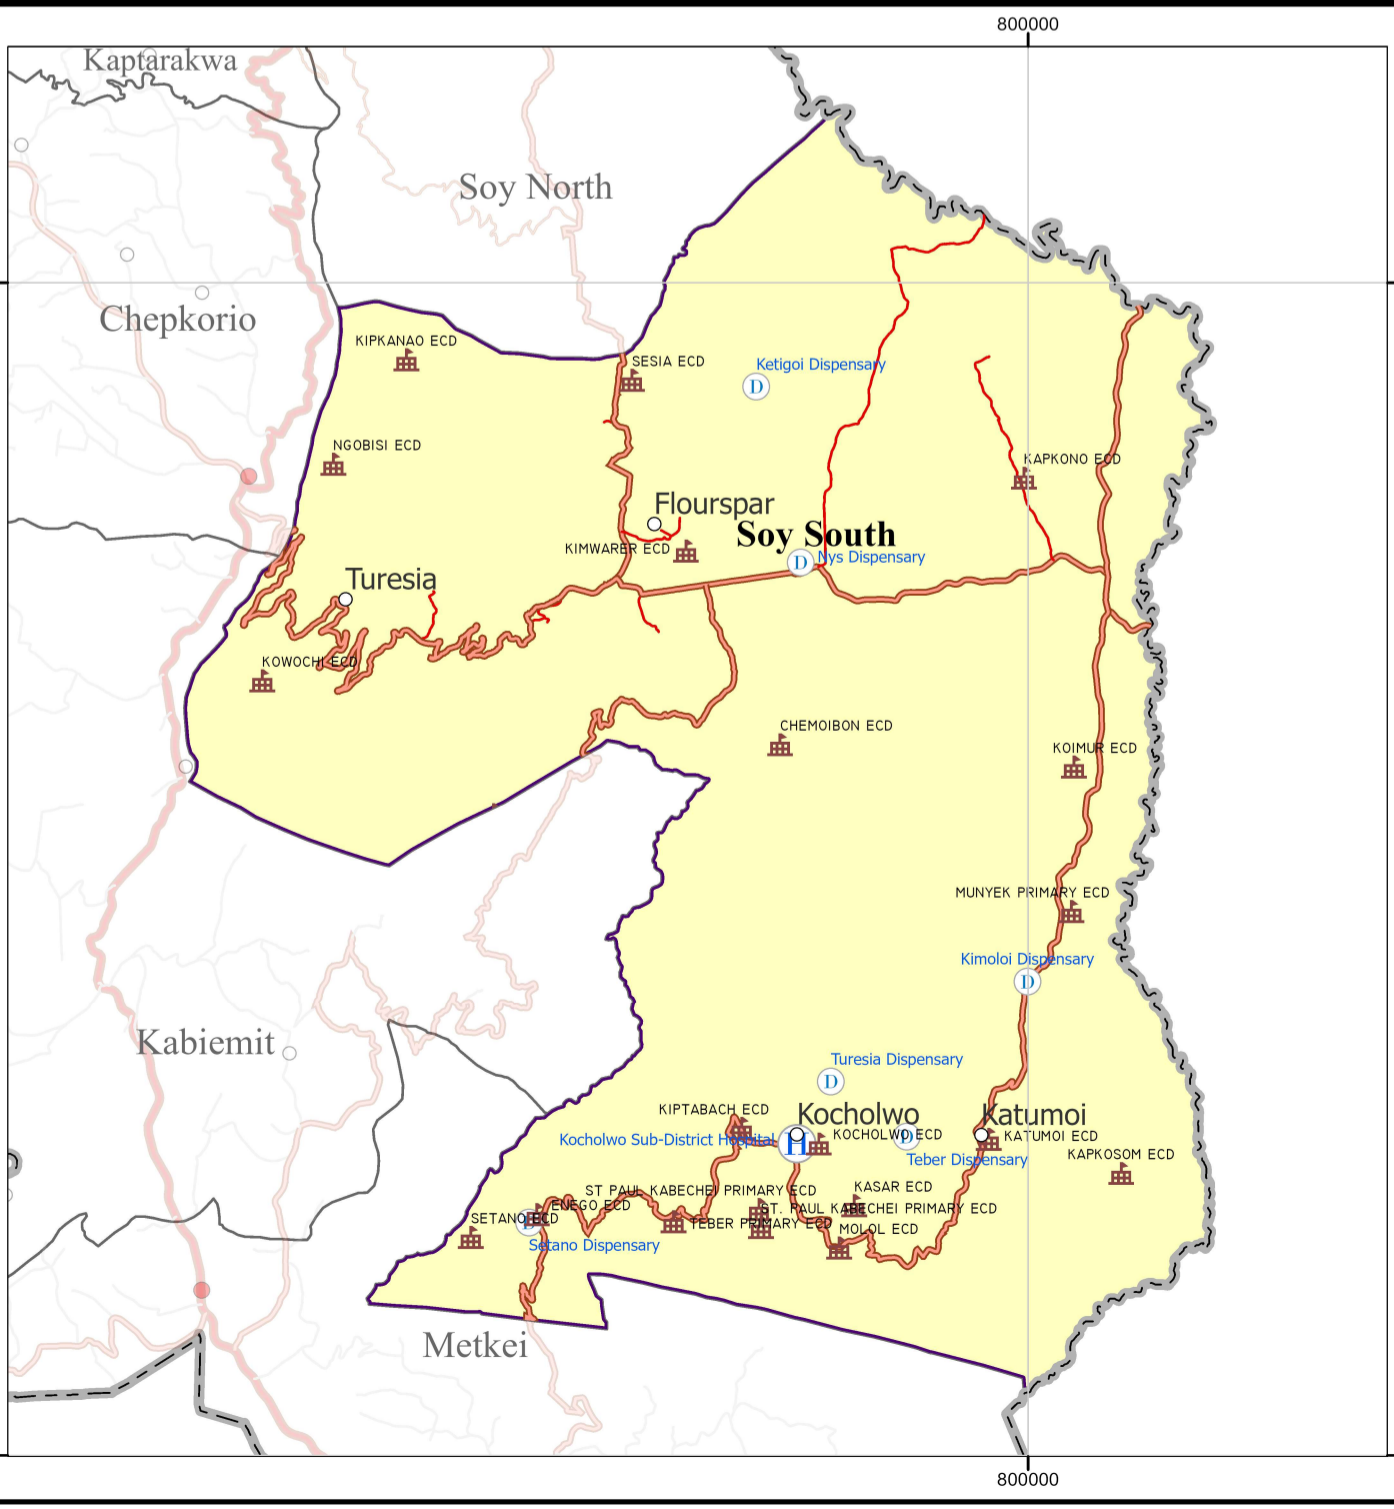 800000
Kaptarakwa
Soy North
Chepkorio
KIPKANAO ECD
SESIA ECD
Ketigoi Dispensary
D
NGOBISI ECD
KAPKONO ECD
Flourspar
Soy South
KIMWARER ECD
D
Nys Dispensary
Turesia
KOWOCHI ECD
CHEMOIBON ECD
KOIMUR ECD
MUNYEK PRIMARY ECD
Kimoloi Dispensary
D
Kabiemit
Turesia Dispensary
D
KIPTABACH ECD
Kocholwo
Katumoi
Kocholwo Sub-District Hospital
H
KOCHOLWO ECD
D
KATUMOI ECD
Teber Dispensary
KAPKOSOM ECD
ST PAUL KABECHEI PRIMARY ECD
KASAR ECD
ENEGO ECD
ST. PAUL KABECHEI PRIMARY ECD
SETANO ECD
D
TEBER PRIMARY ECD
MOLOL ECD
Setano Dispensary
Metkei
800000